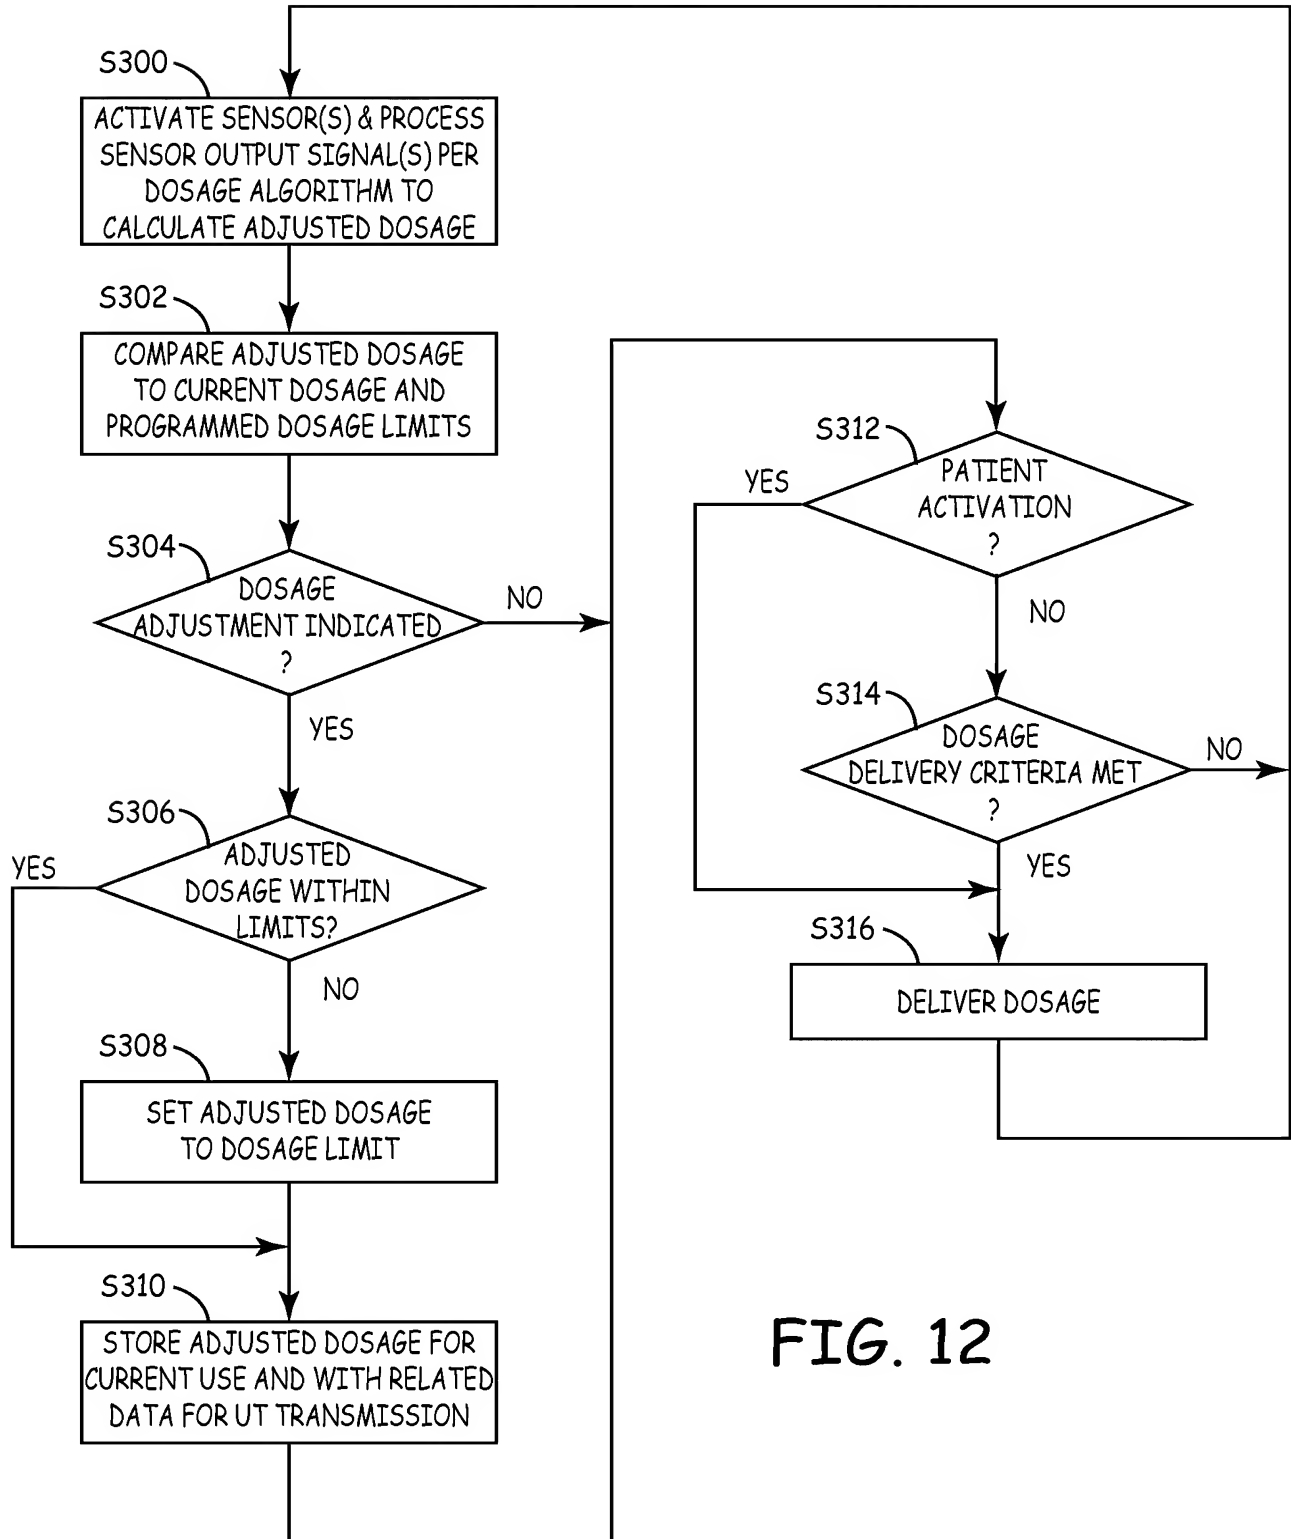 S300
ACTIVATE SENSOR(S) & PROCESS
SENSOR OUTPUT SIGNAL(S) PER
DOSAGE ALGORITHM TO
CALCULATE ADJUSTED DOSAGE
S302
COMPARE ADJUSTED DOSAGE
TO CURRENT DOSAGE AND
PROGRAMMED DOSAGE LIMITS
S304
DOSAGE
ADJUSTMENT INDICATED
?
NO
YES
S306
ADJUSTED
DOSAGE WITHIN
LIMITS?
YES
NO
S308
SET ADJUSTED DOSAGE
TO DOSAGE LIMIT
S310
STORE ADJUSTED DOSAGE FOR
CURRENT USE AND WITH RELATED
DATA FOR UT TRANSMISSION
S312
PATIENT
ACTIVATION
?
YES
NO
S314
DOSAGE
DELIVERY CRITERIA MET
?
NO
YES
S316
DELIVER DOSAGE
FIG. 12